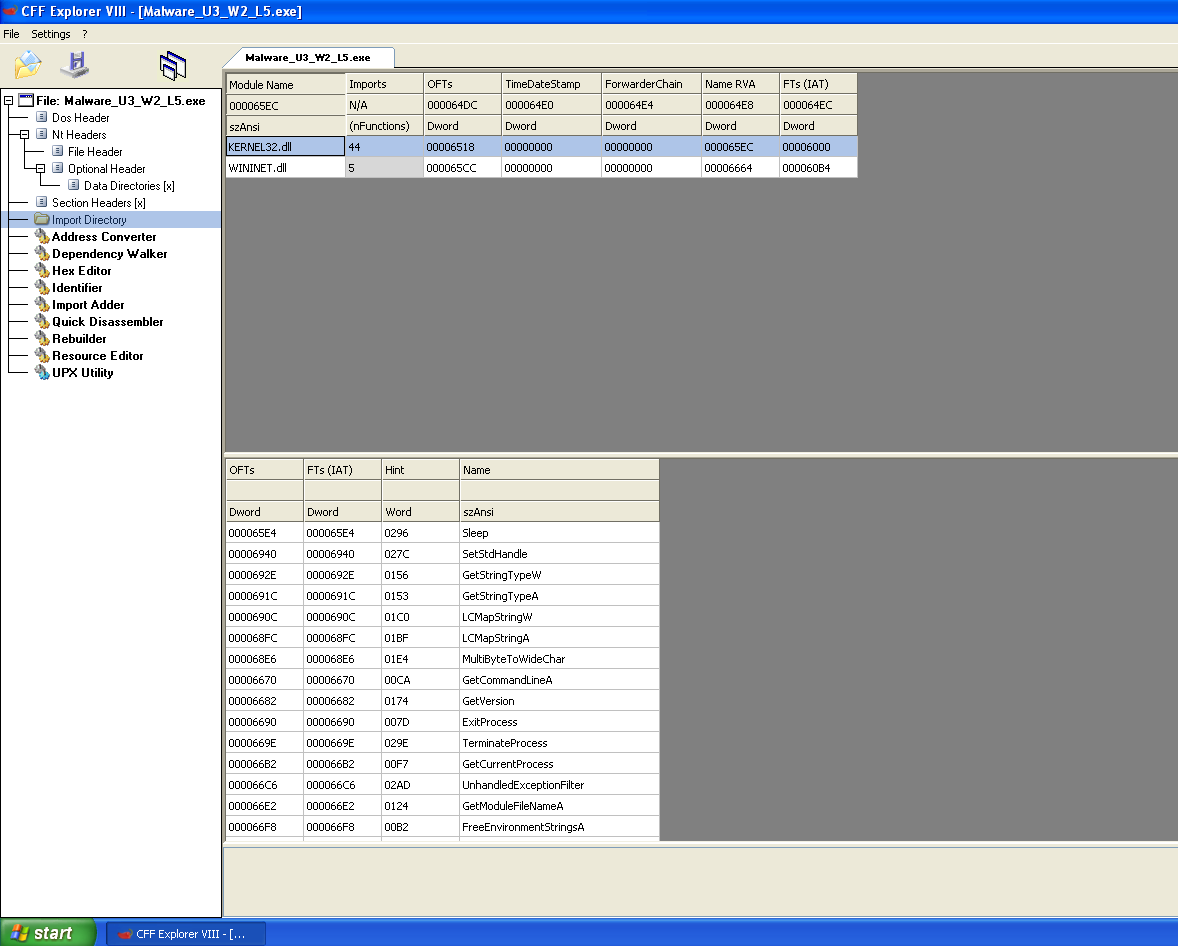 CFF Explorer VIII - [Malware_U3_W2_L5.exe]
File Settings ?
Malware_U3_W2_L5.exe
File: Malware_U3_W2_L5.exe
Dos Header
Nt Headers
File Header
Optional Header
Data Directories [x]
Section Headers [x]
Import Directory
Address Converter
Dependency Walker
Hex Editor
Identifier
Import Adder
Quick Disassembler
Rebuilder
Resource Editor
UPX Utility
Module Name Imports OFTs TimeDateStamp ForwarderChain Name RVA FTs (IAT)
000065EC N/A 000064DC 000064E0 000064E4 000064E8 000064EC
szAnsi (nFunctions) Dword Dword Dword Dword Dword
KERNEL32.dll 44 00006518 00000000 00000000 000065EC 00006000
WININET.dll 5 000065CC 00000000 00000000 00006664 000060B4
OFTs FTs (IAT) Hint Name
Dword Dword Word szAnsi
000065E4 000065E4 0296 Sleep
00006940 00006940 027C SetStdHandle
0000692E 0000692E 0156 GetStringTypeW
0000691C 0000691C 0153 GetStringTypeA
0000690C 0000690C 01C0 LCMapStringW
000068FC 000068FC 01BF LCMapStringA
000068E6 000068E6 01E4 MultiByteToWideChar
00006670 00006670 00CA GetCommandLineA
00006682 00006682 0174 GetVersion
00006690 00006690 007D ExitProcess
0000669E 0000669E 029E TerminateProcess
000066B2 000066B2 00F7 GetCurrentProcess
000066C6 000066C6 02AD UnhandledExceptionFilter
000066E2 000066E2 0124 GetModuleFileNameA
000066F8 000066F8 00B2 FreeEnvironmentStringsA
start CFF Explorer VIII - [...